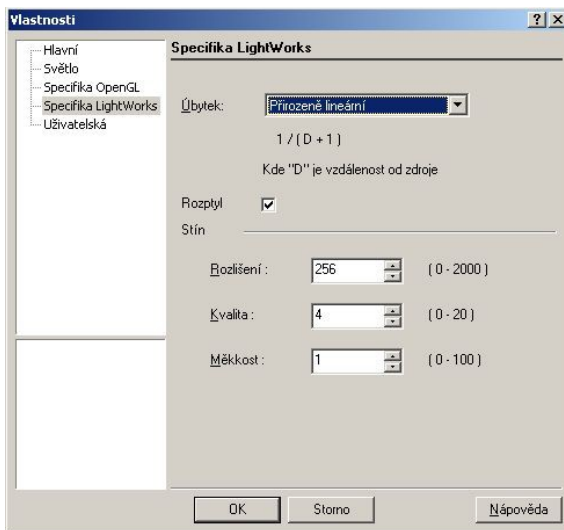 Vlastnosti
Hlavní
Světlo
Specifika OpenGL
Specifika LightWorks
Uživatelská
Specifika LightWorks
Úbytek: Přirozeně lineární
1 / ( D + 1 )
Kde "D" je vzdálenost od zdroje
Rozptyl
Stín
Rozlišení : 256 ( 0 - 2000 )
Kvalita : 4 ( 0 - 20 )
Měkkost : 1 ( 0 - 100 )
OK Storno Nápověda